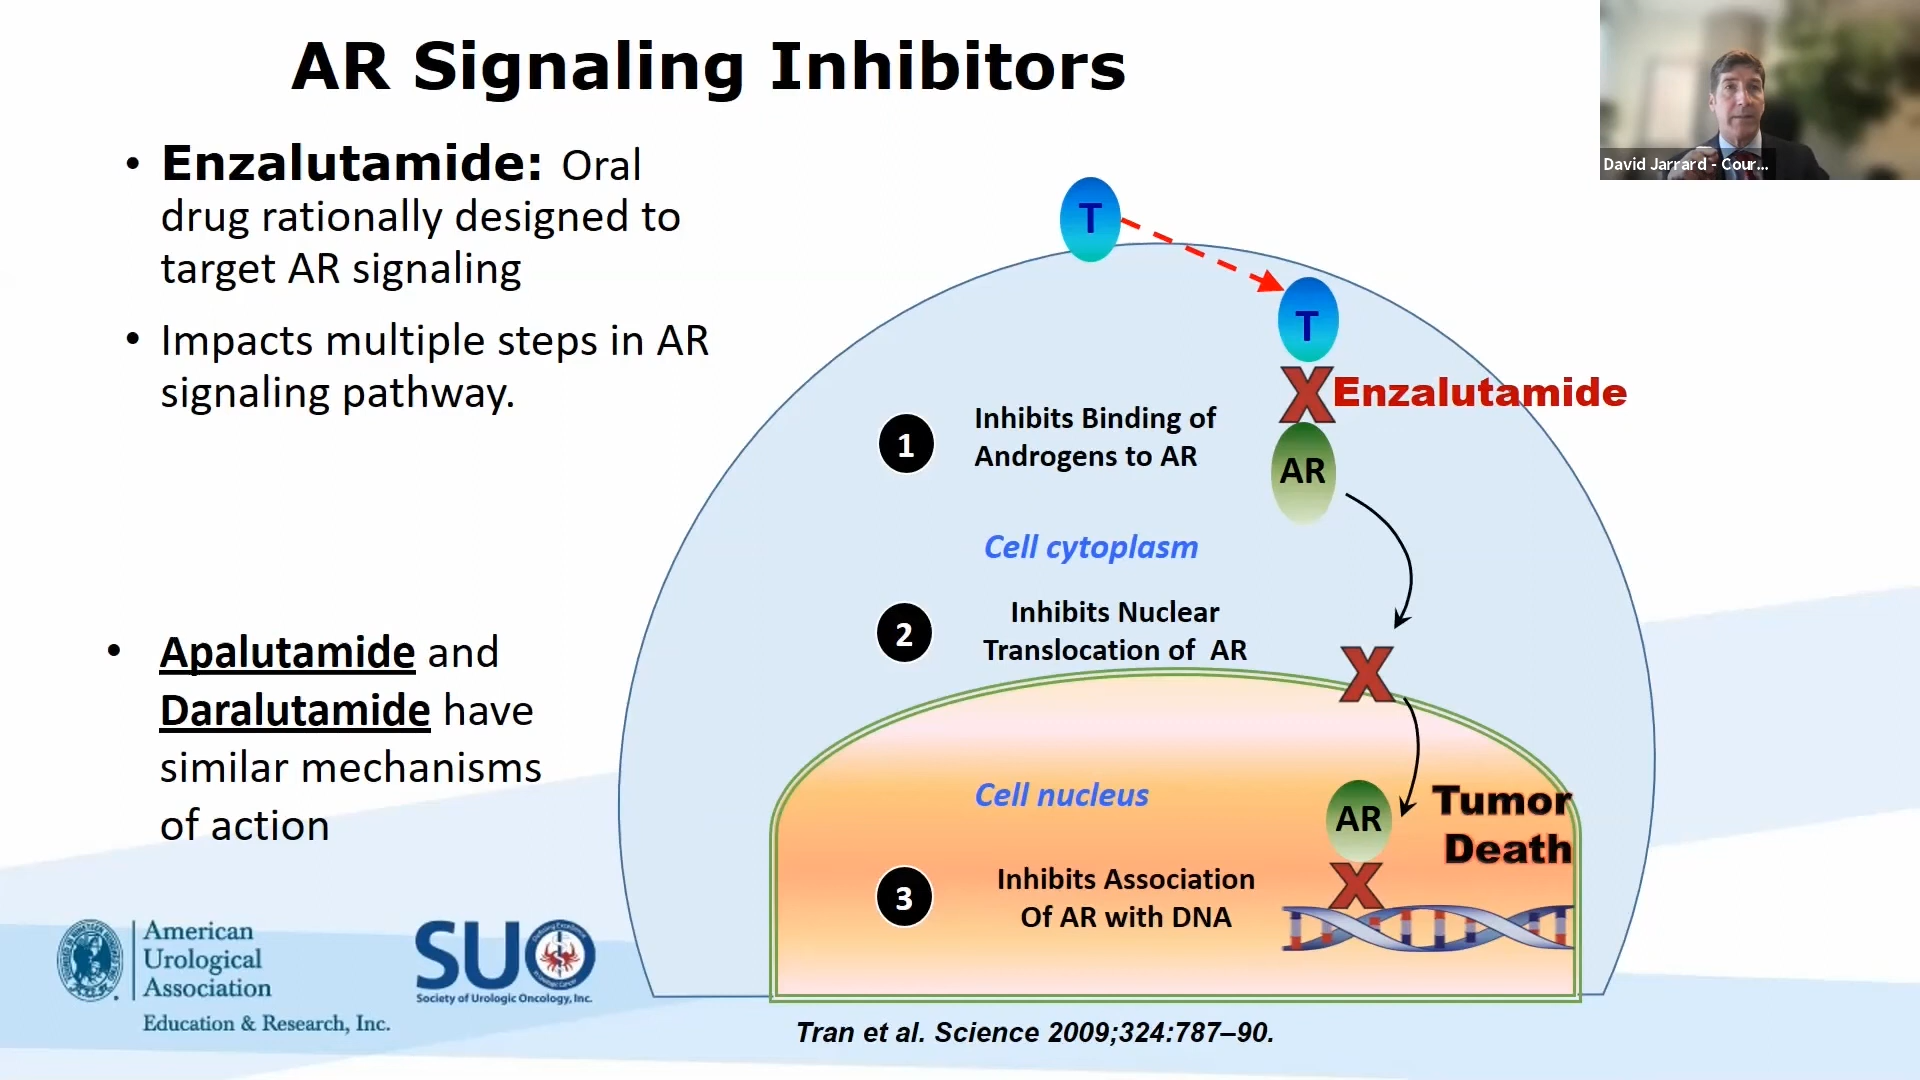 AR Signaling Inhibitors
• Enzalutamide: Oral
drug rationally designed to
target AR signaling
• Impacts multiple steps in AR
signaling pathway.
• Apalutamide and
Daralutamide have
similar mechanisms
of action
David Jarrard - Cour...
T
T
X Enzalutamide
1 Inhibits Binding of
Androgens to AR
AR
Cell cytoplasm
2 Inhibits Nuclear
Translocation of AR
X
Cell nucleus
AR
Tumor
Death
X
3 Inhibits Association
Of AR with DNA
American
Urological
Association
Education & Research, Inc.
SUO
Society of Urologic Oncology, Inc.
Tran et al. Science 2009;324:787–90.